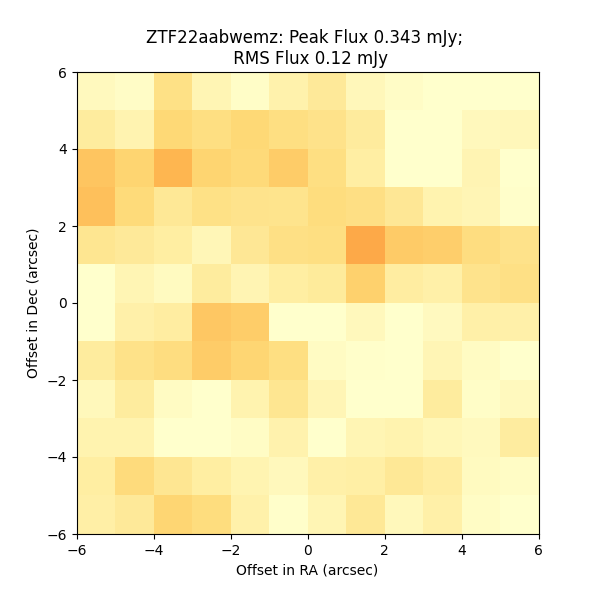 ZTF22aabwemz: Peak Flux 0.343 mJy;
RMS Flux 0.12 mJy
6
4
2
0
−2
−4
−6
Offset in Dec (arcsec)
−6 −4 −2 0 2 4 6
Offset in RA (arcsec)